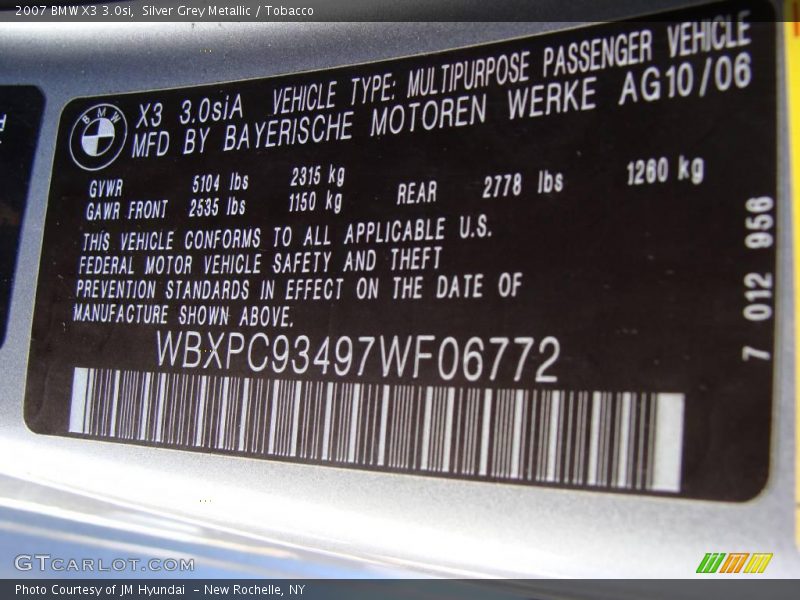 2007 BMW X3 3.0si, Silver Grey Metallic / Tobacco
BMW
X3 3.0siA VEHICLE TYPE: MULTIPURPOSE PASSENGER VEHICLE
MFD BY BAYERISCHE MOTOREN WERKE AG10/06
GVWR 5104 lbs 2315 kg
GAWR FRONT 2535 lbs 1150 kg REAR 2778 lbs 1260 kg
THIS VEHICLE CONFORMS TO ALL APPLICABLE U.S.
FEDERAL MOTOR VEHICLE SAFETY AND THEFT
PREVENTION STANDARDS IN EFFECT ON THE DATE OF
MANUFACTURE SHOWN ABOVE.
WBXPC93497WF06772
7 012 956
GTCARLOT.COM
Photo Courtesy of JM Hyundai - New Rochelle, NY